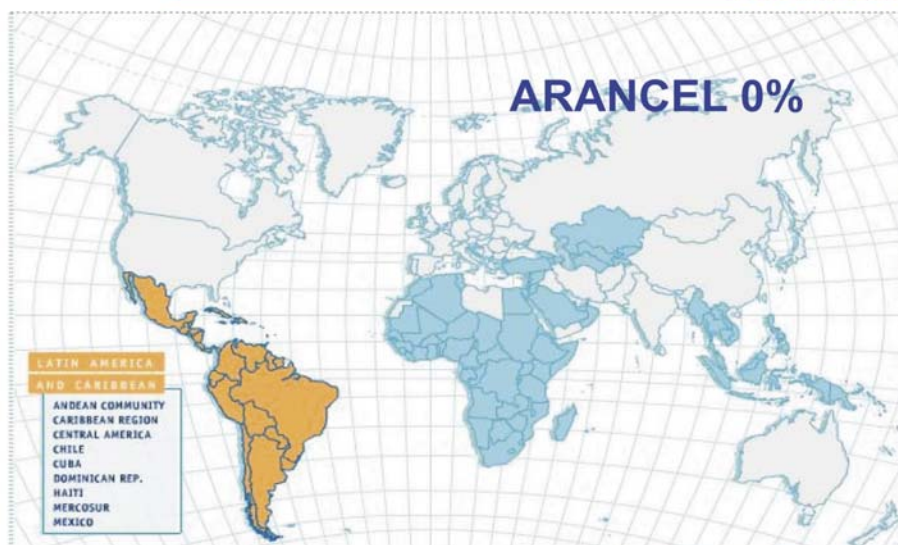 ARANCEL 0%
LATIN AMERICA
AND CARIBBEAN
ANDEAN COMMUNITY
CARIBBEAN REGION
CENTRAL AMERICA
CHILE
CUBA
DOMINICAN REP.
HAITI
MERCOSUR
MEXICO